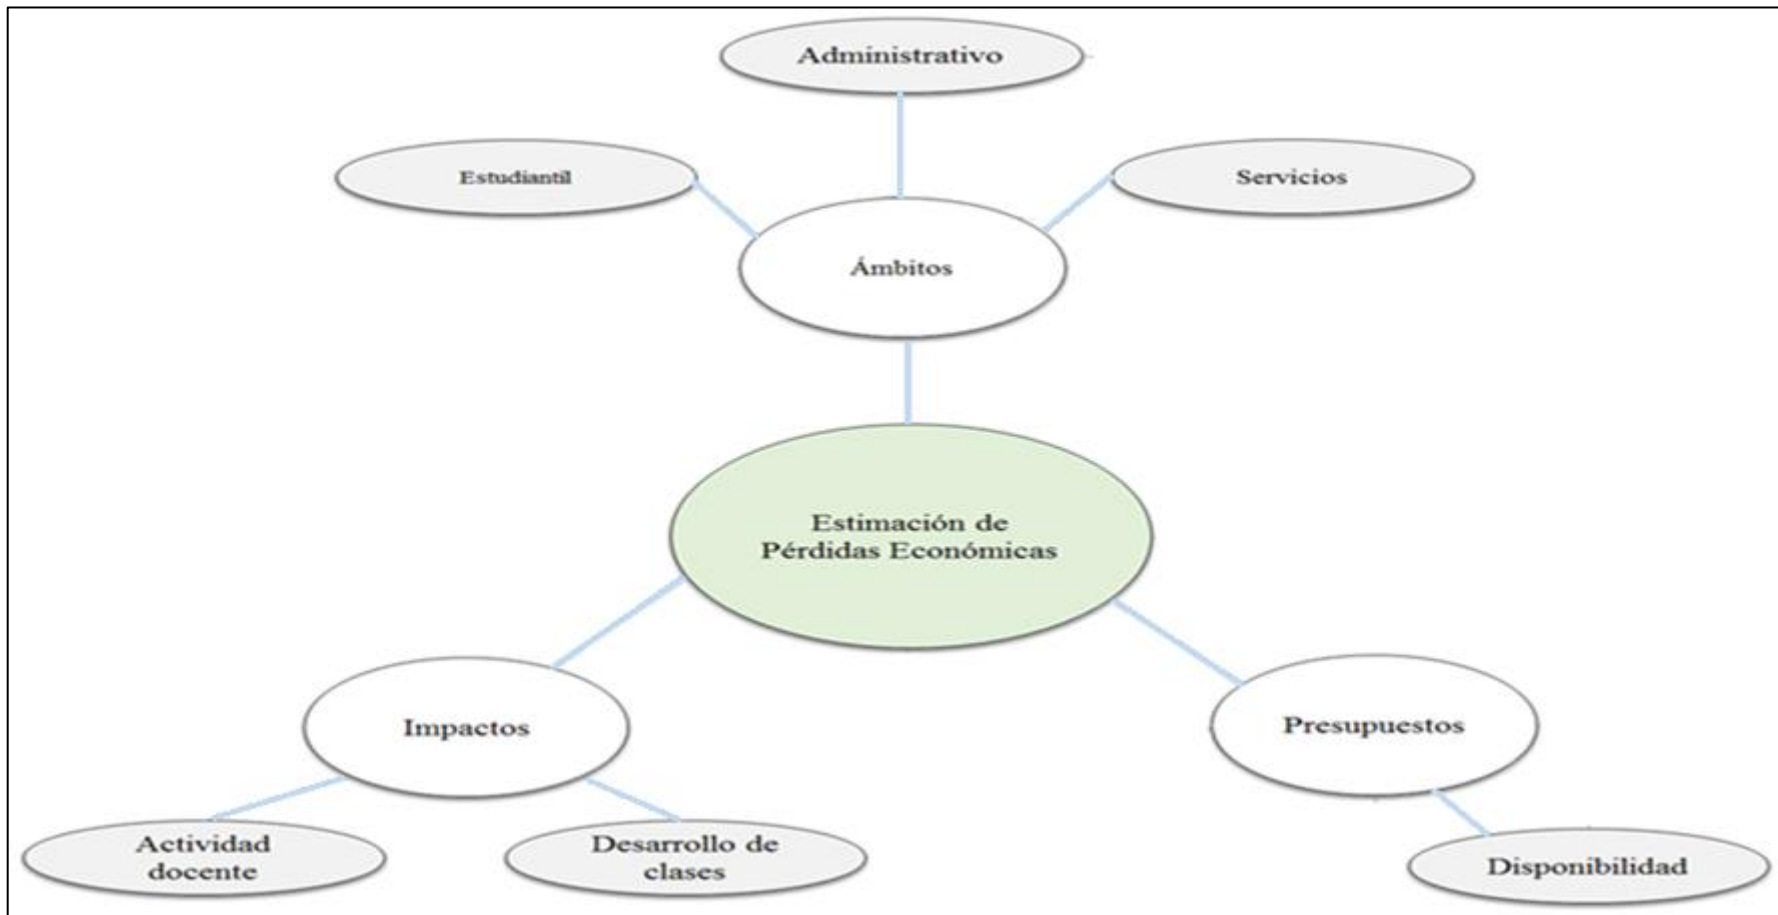 Administrativo
Estudiantil
Servicios
Ámbitos
Estimación de
Pérdidas Económicas
Impactos
Presupuestos
Actividad
docente
Desarrollo de
clases
Disponibilidad